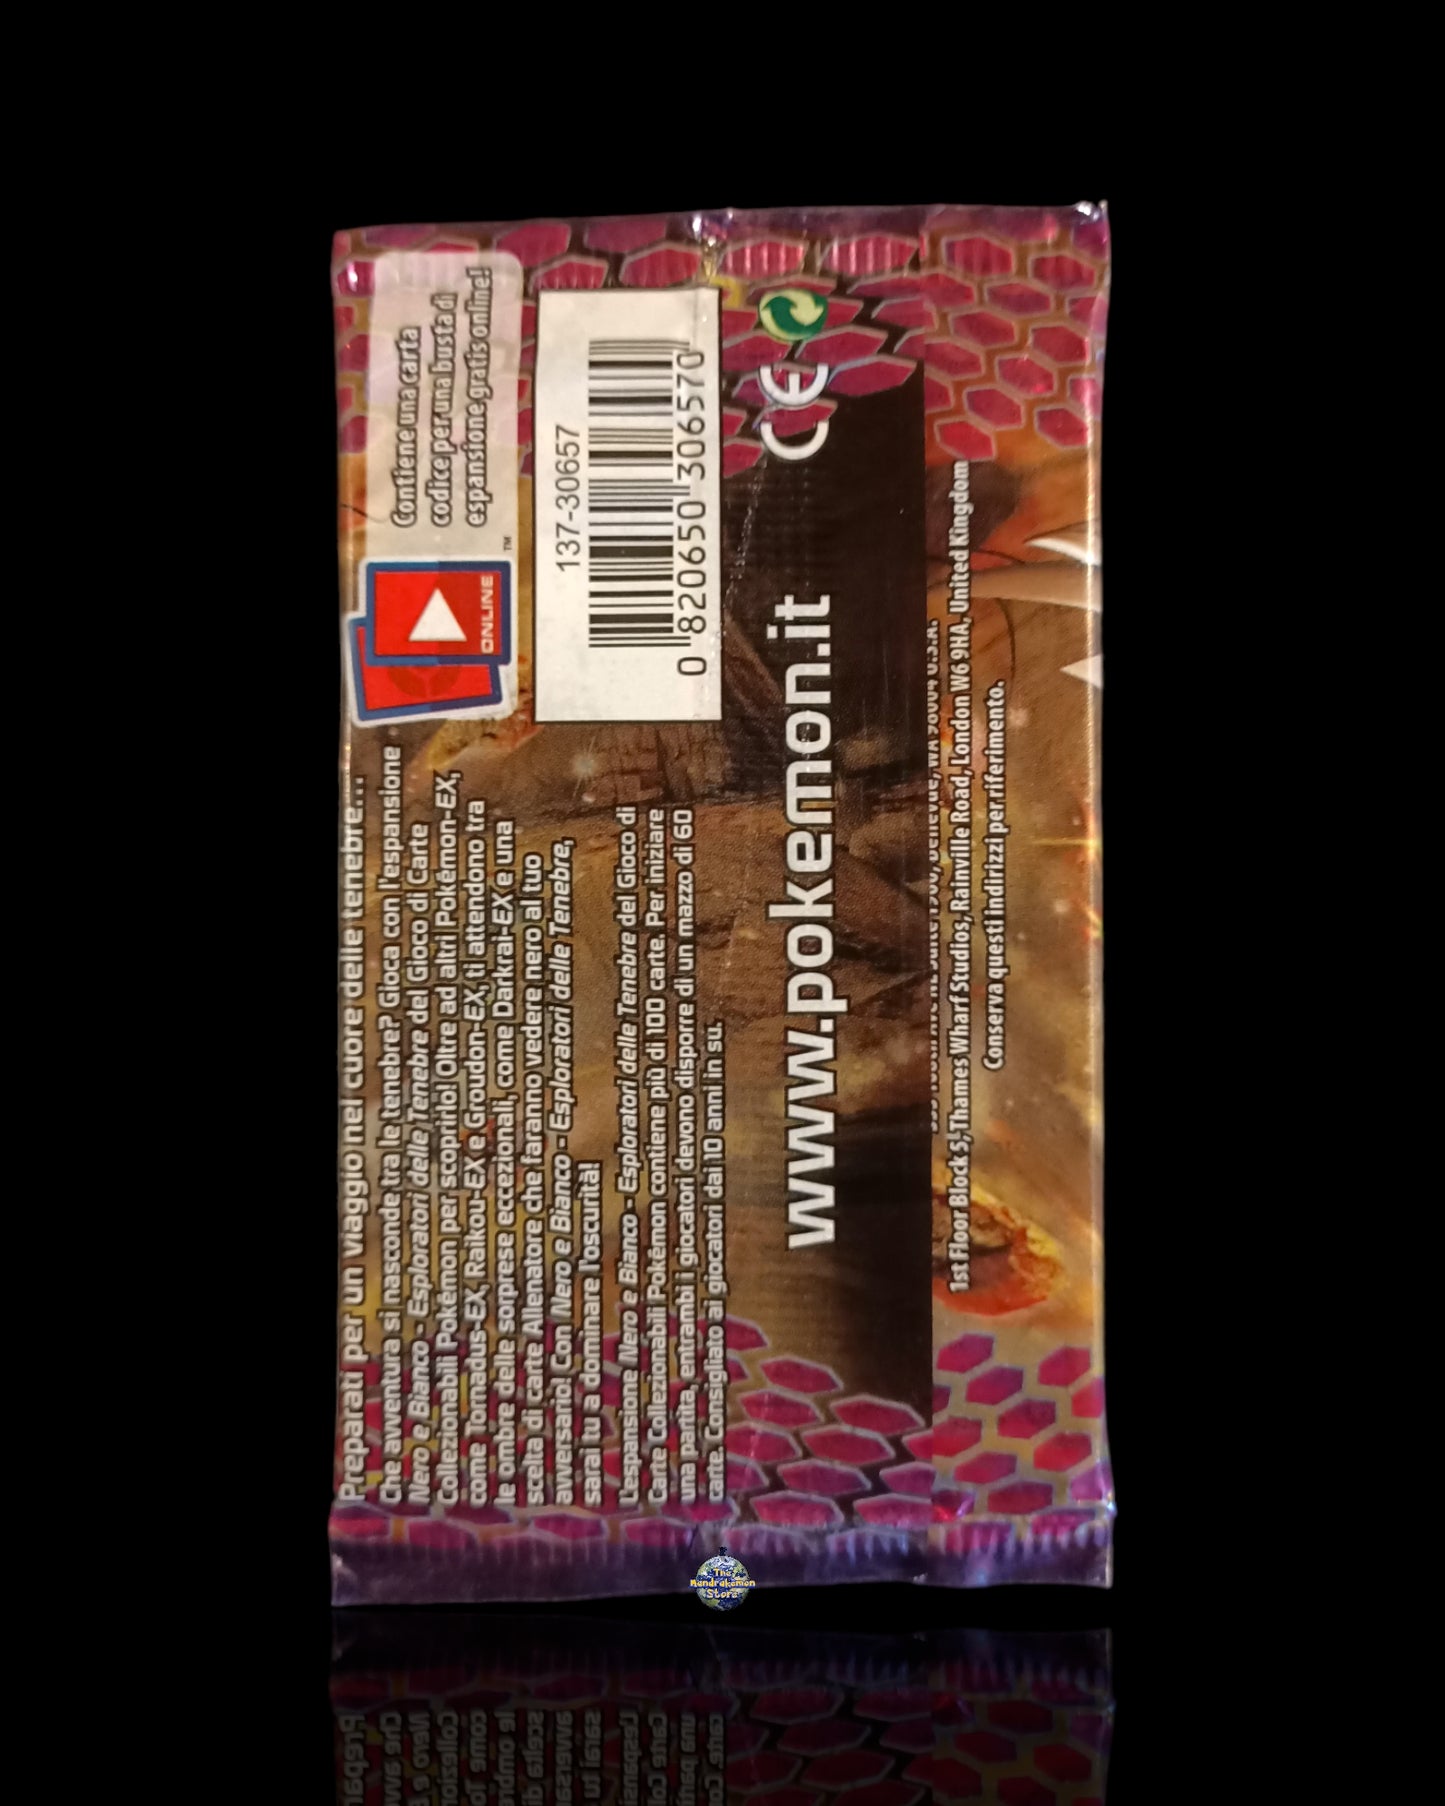 Preparati per un viaggio nel cuore delle tenebre...
Che avventura si nasconde tra le tenebre? Gioca con l'espansione
Nero e Bianco - Esploratori delle Tenebre del Gioco di Carte
Collezionabili Pokémon per scoprirlo! Oltre ad altri Pokémon-EX,
come Tornadus-EX, Raikou-EX e Groudon-EX, ti attendono tra
le ombre delle sorprese eccezionali, come Darkrai-EX e una
scelta di carte Allenatore che faranno vedere nero al tuo
avversario! Con Nero e Bianco - Esploratori delle Tenebre,
sarai tu a dominare l'oscurità!
L'espansione Nero e Bianco - Esploratori delle Tenebre del Gioco di
Carte Collezionabili Pokémon contiene più di 100 carte. Per iniziare
una partita, entrambi i giocatori devono disporre di un mazzo di 60
carte. Consigliato ai giocatori dai 10 anni in su.
ONLINE
TM
Contiene una carta
codice per una busta di
espansione gratis online!
137-30657
0 820650 306570
www.pokemon.it
CE
Bellevue, WA 98004 U.S.A.
1st Floor Block 5, Thames Wharf Studios, Rainville Road, London W6 9HA, United Kingdom
Conserva questi indirizzi per riferimento.
The
Mandrakemon
Store